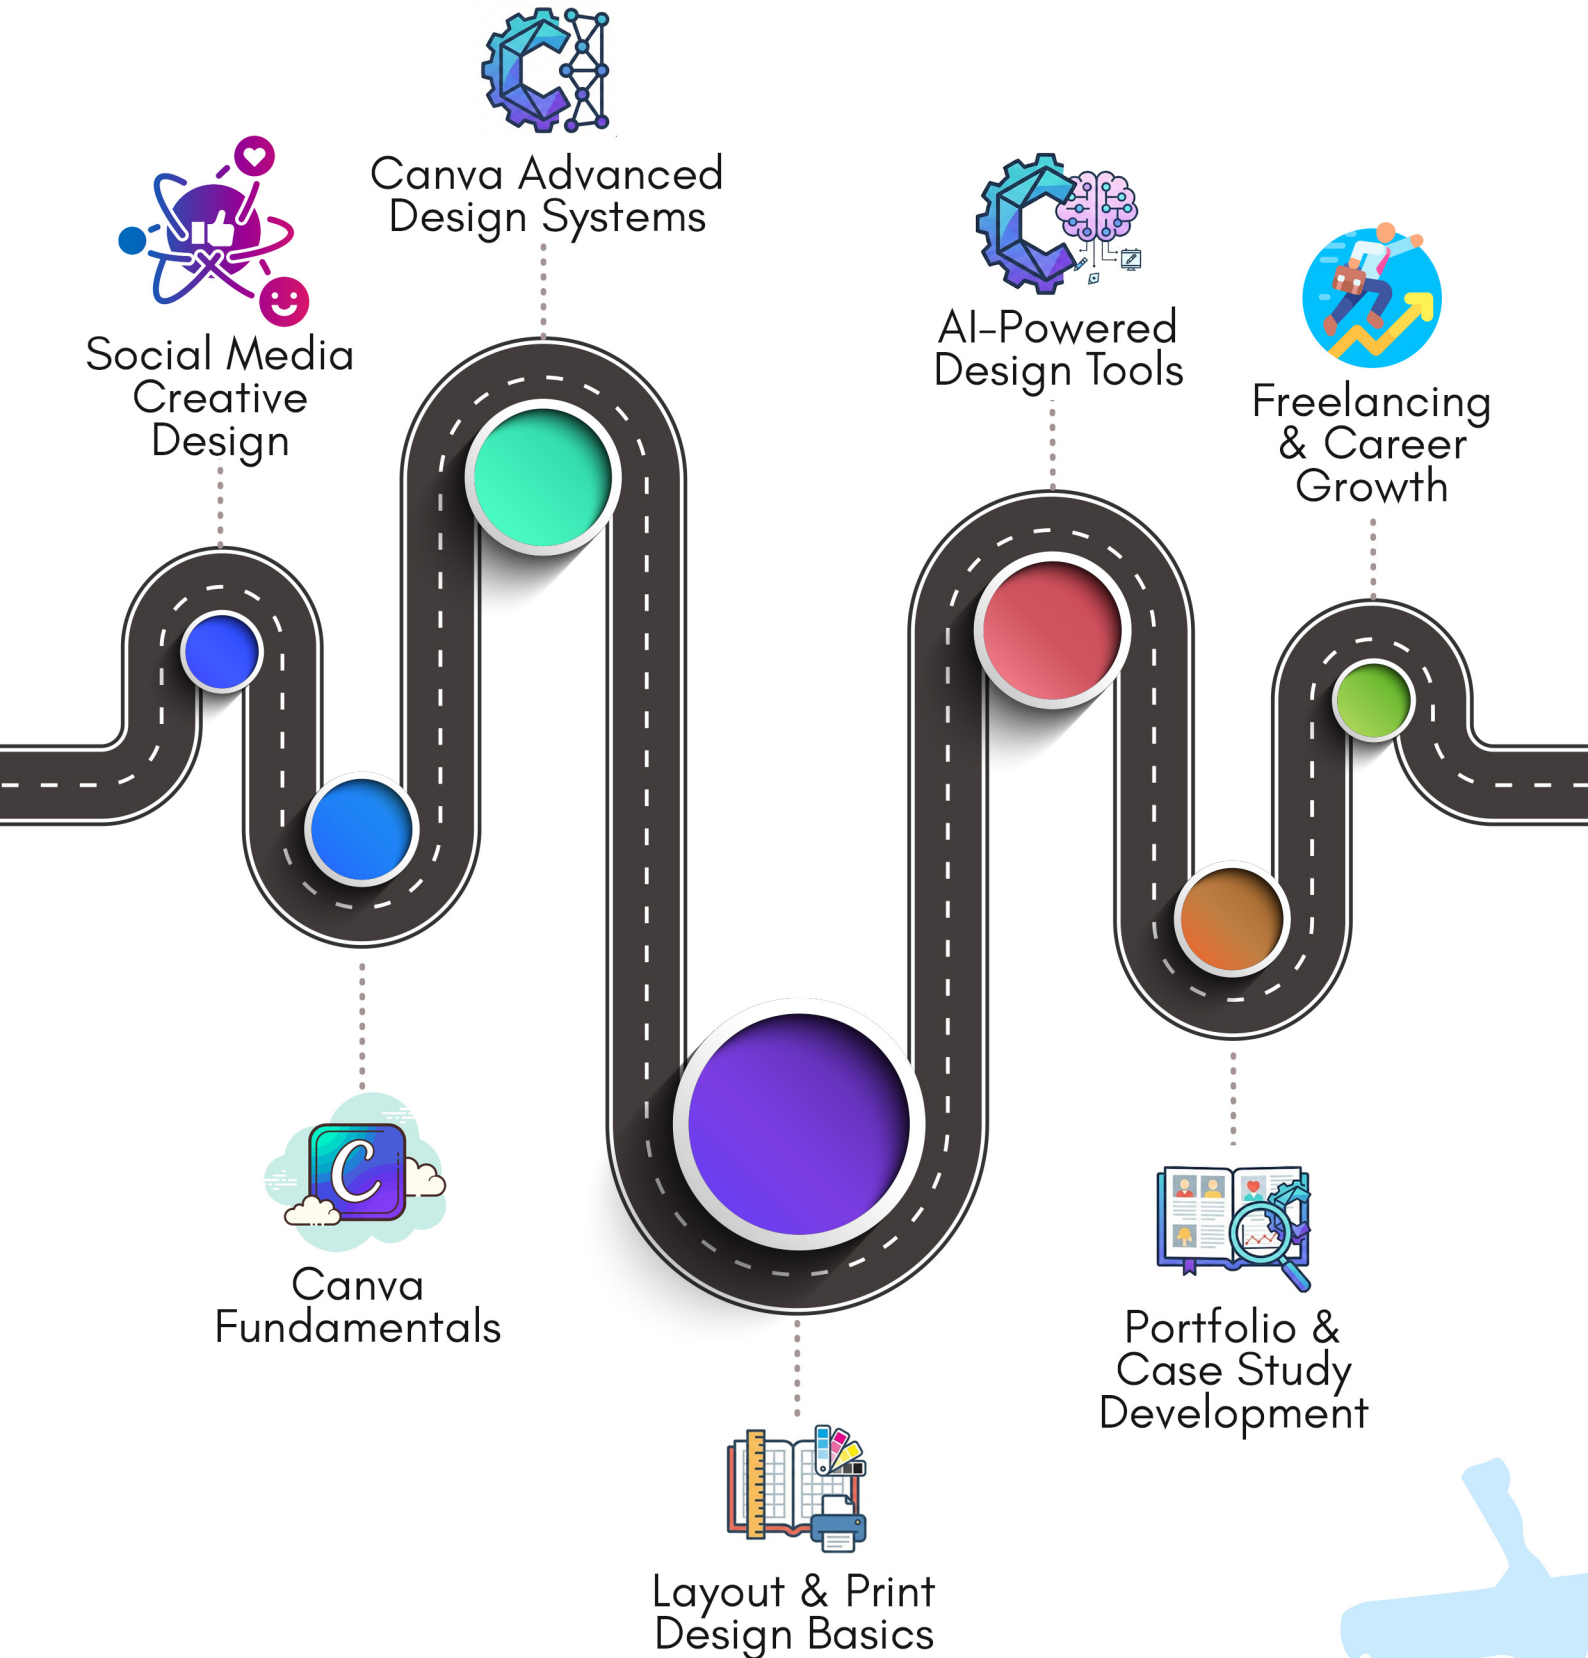 Canva Advanced
Design Systems
Social Media
Creative
Design
AI-Powered
Design Tools
Freelancing
& Career
Growth
C
Canva
Fundamentals
Portfolio &
Case Study
Development
Layout & Print
Design Basics